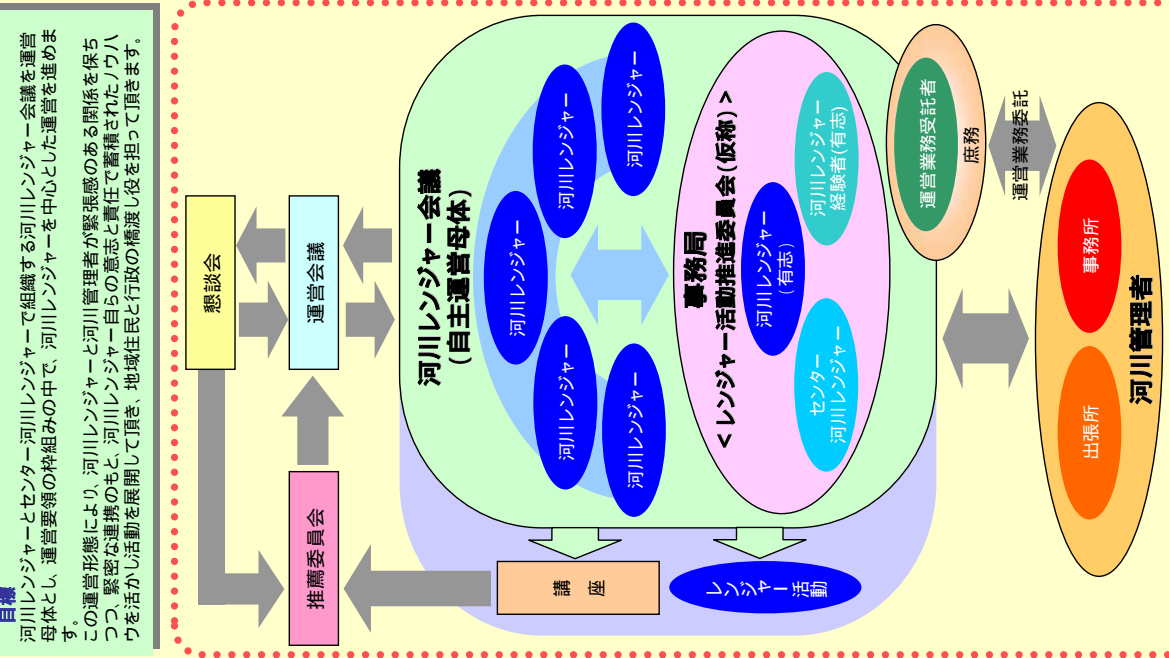 目標
河川レンジャーとセンター河川レンジャーで組織する河川レンジャー会議を運営
母体とし、運営要領の枠組みの中で、河川レンジャーを中心とした運営を進めま
す。
この運営形態により、河川レンジャーと河川管理者が緊張感のある関係を保ち
つつ、緊密な連携のもと、河川レンジャー自らの意志と責任で蓄積されたノウハ
ウを活かし活動を展開して頂き、地域住民と行政の橋渡し役を担って頂きます。
推薦委員会
運営会議
懇談会
河川レンジャー会議
(自主運営母体)
河川レンジャー
河川レンジャー
河川レンジャー
河川レンジャー
河川レンジャー
事務局
<レンジャー活動推進委員会(仮称)>
センター
河川レンジャー
河川レンジャー
(有志)
河川レンジャー
経験者(有志)
講
座
レンジャー活動
運営業務受託者
庶務
運営業務委託
出張所
事務所
河川管理者